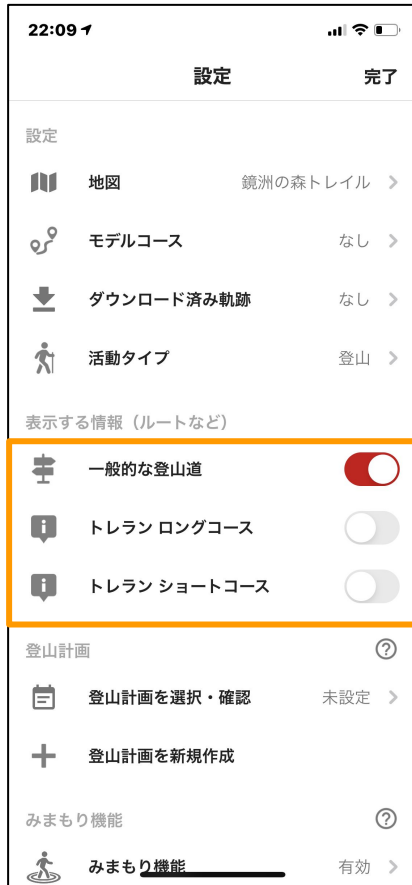 22:09
設定 完了
設定
地図 鏡洲の森トレイル
モデルコース なし
ダウンロード済み軌跡 なし
活動タイプ 登山
表示する情報（ルートなど）
一般的な登山道
トレラン ロングコース
トレラン ショートコース
登山計画
登山計画を選択・確認 未設定
登山計画を新規作成
みまもり機能
みまもり機能 有効